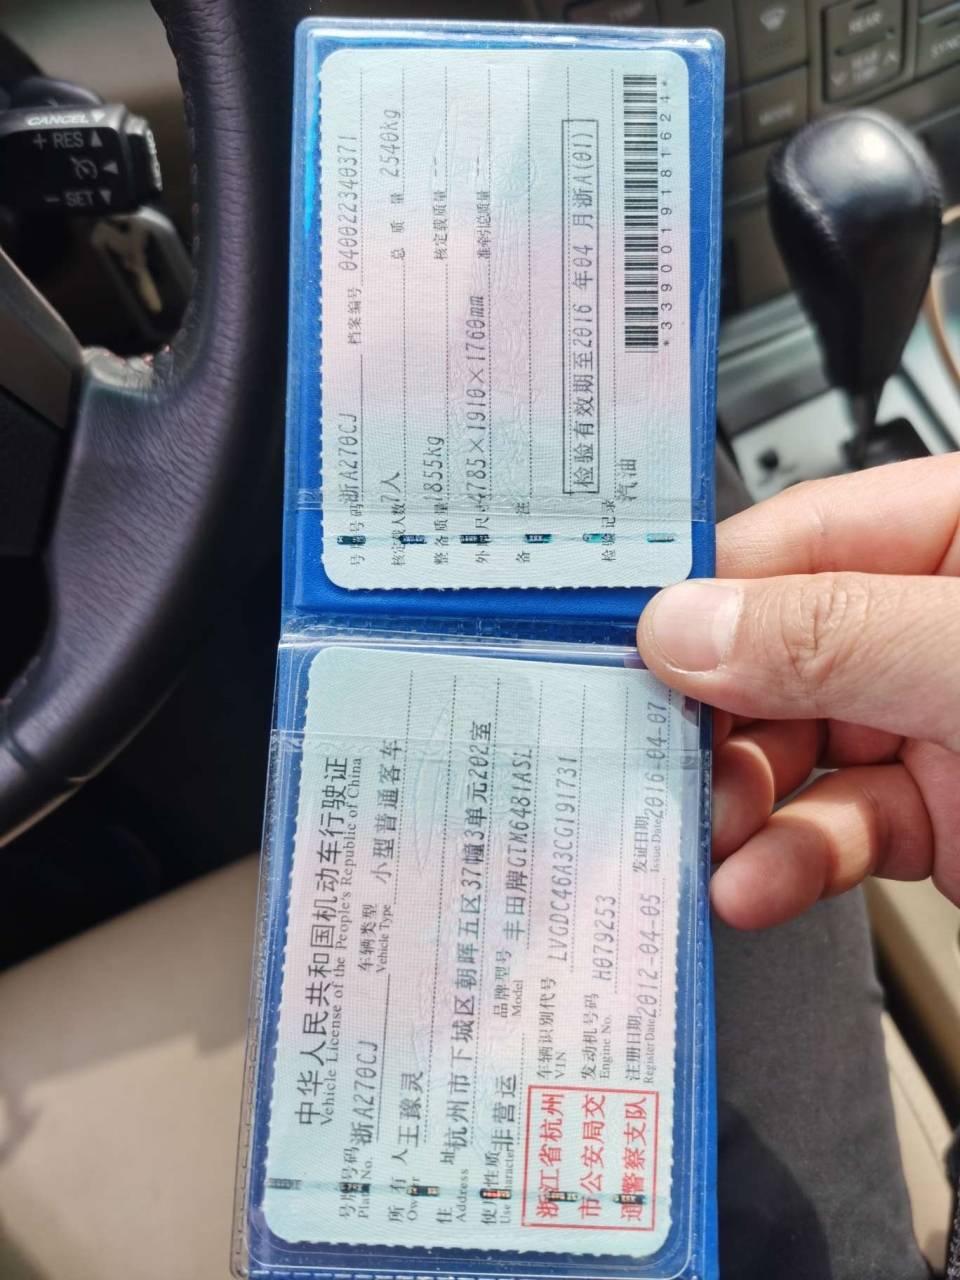 中华人民共和国机动车行驶证
Vehicle License of the People's Republic of China
号牌号码 浙A270CJ 车辆类型 小型普通客车
Plate No. Vehicle Type
所有人 王豫灵
Owner
住址 杭州市下城区朝晖五区37幢3单元202室
Address
使用性质 非营运 品牌型号 丰田牌GTM6481ASL
Use Character Model
浙江省杭州
市公安局交
通警察支队
车辆识别代号 LVGDC46A3CG191731
VIN
发动机号码 H079253
Engine No.
注册日期 2012-04-05 发证日期 2016-04-07
Register Date Issue Date
号牌号码 浙A270CJ 档案编号 040022340371
核定载人数 7人 总质量 2540kg
整备质量 1855kg 核定载质量 --
外廓尺寸 4785×1910×1760mm 准牵引总质量 --
备注
检验有效期至2016年04月浙A(01)
检验记录 汽油
*3390019181624*
CANCEL
+ RES
- SET
TEMP
REAR
MODE
SYNC